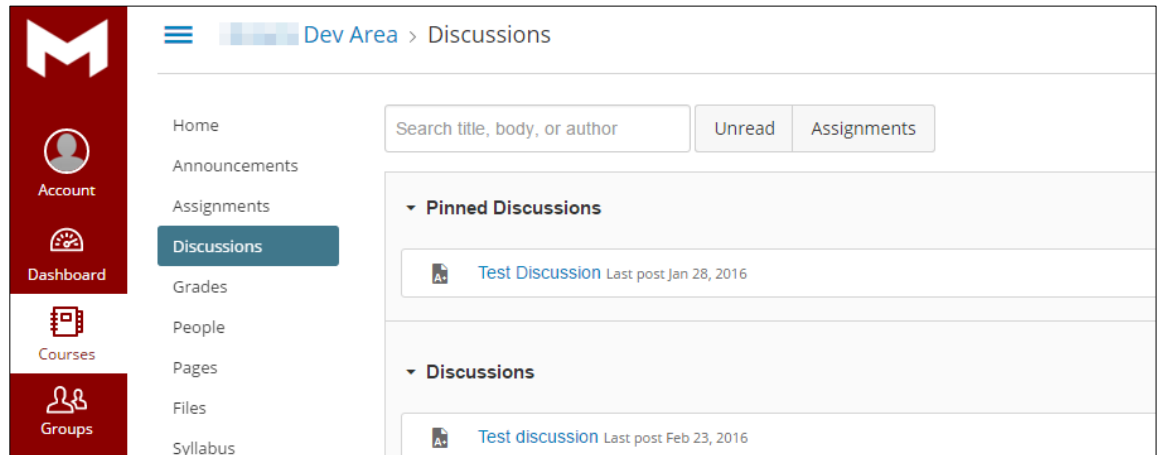 Dev Area > Discussions
Account
Dashboard
Courses
Groups
Home
Announcements
Assignments
Discussions
Grades
People
Pages
Files
Syllabus
Search title, body, or author
Unread
Assignments
Pinned Discussions
Test Discussion Last post Jan 28, 2016
Discussions
Test discussion Last post Feb 23, 2016